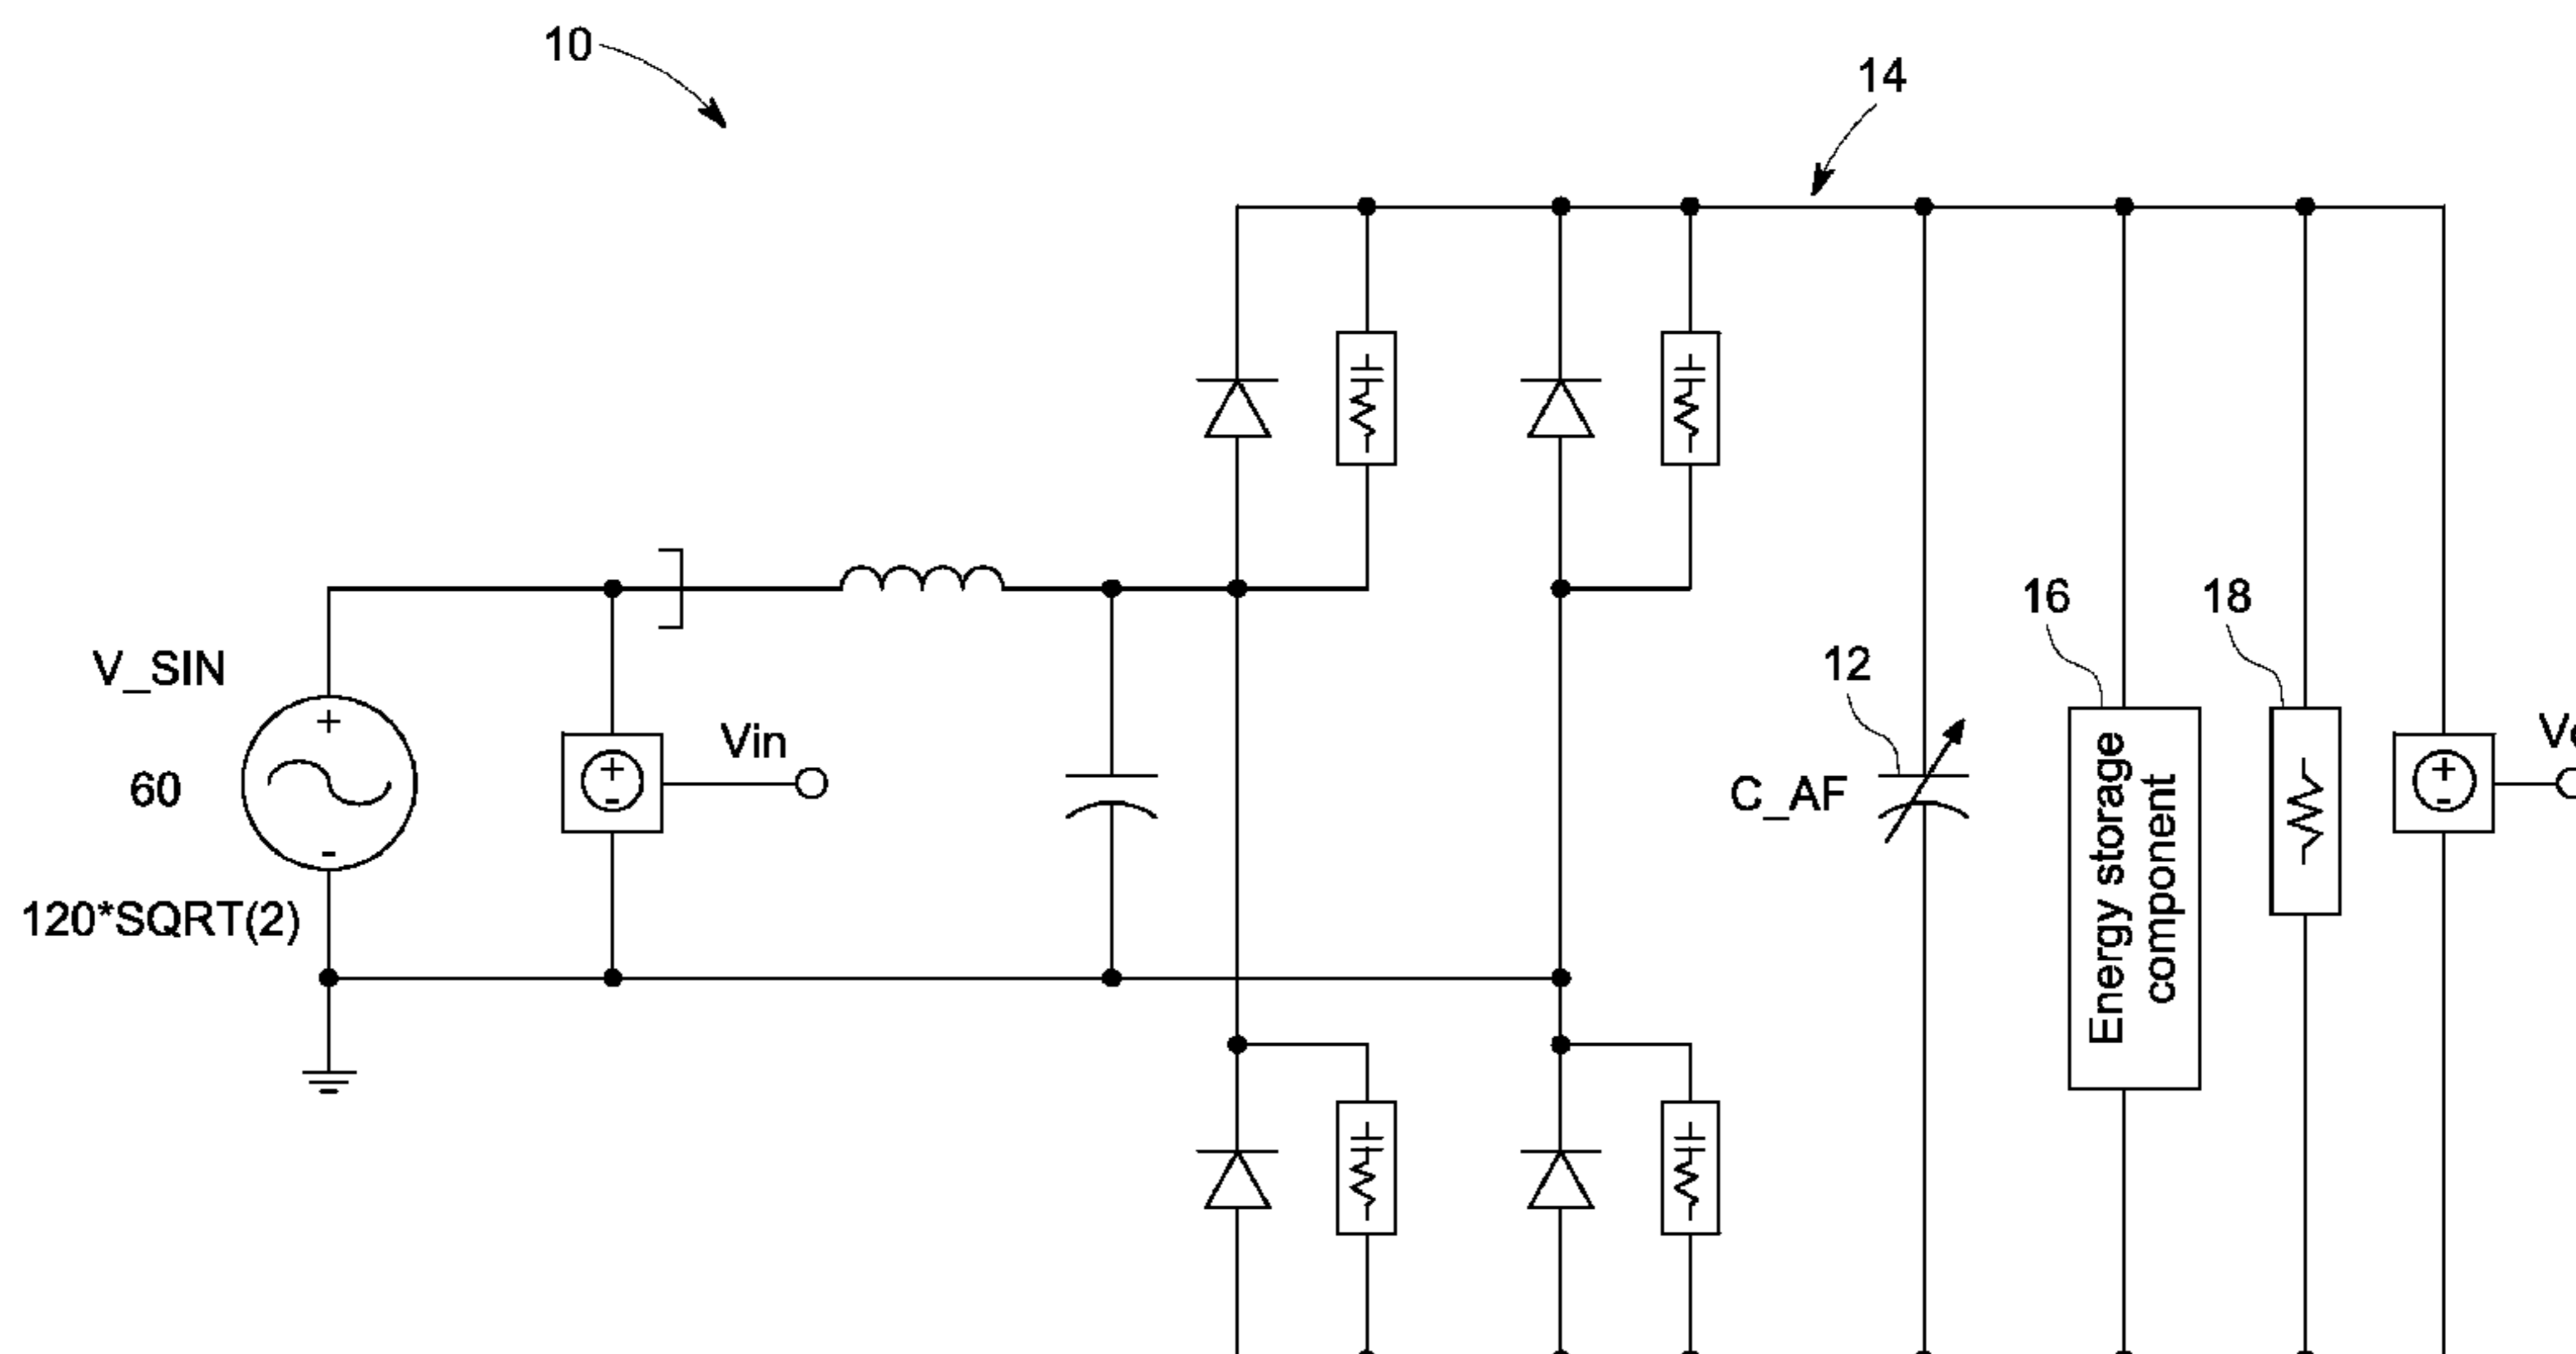 10
14
16
18
12
V_SIN
Vin
60
C_AF
120*SQRT(2)
Energy storage
component
+
-
+
-
+
-